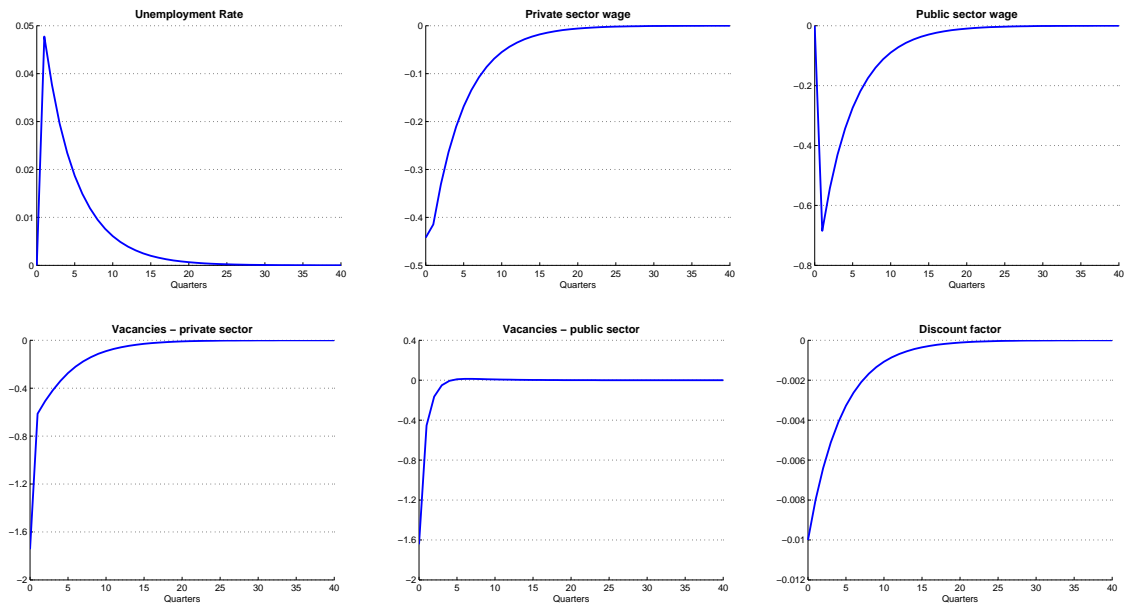 Unemployment Rate
0.05
0.04
0.03
0.02
0.01
0
0 5 10 15 20 25 30 35 40
Quarters
Private sector wage
0
−0.1
−0.2
−0.3
−0.4
−0.5
0 5 10 15 20 25 30 35 40
Quarters
Public sector wage
0
−0.2
−0.4
−0.6
−0.8
0 5 10 15 20 25 30 35 40
Quarters
Vacancies − private sector
0
−0.4
−0.8
−1.2
−1.6
−2
0 5 10 15 20 25 30 35 40
Quarters
Vacancies − public sector
0.4
0
−0.4
−0.8
−1.2
−1.6
−2
0 5 10 15 20 25 30 35 40
Quarters
Discount factor
0
−0.002
−0.004
−0.006
−0.008
−0.01
−0.012
0 5 10 15 20 25 30 35 40
Quarters